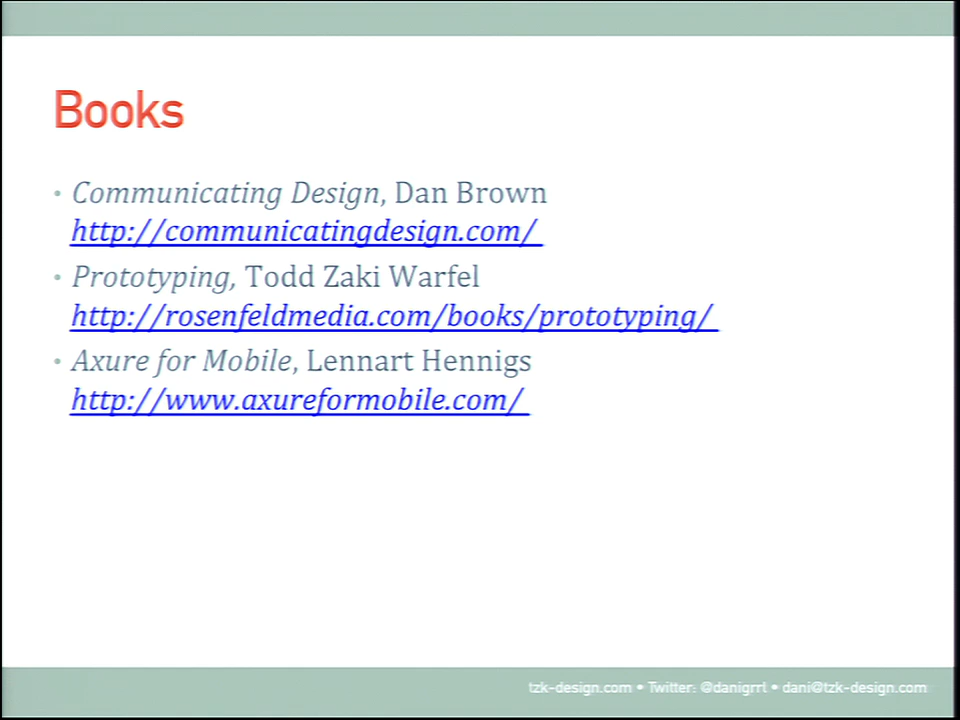 Books
• Communicating Design, Dan Brown
http://communicatingdesign.com/
• Prototyping, Todd Zaki Warfel
http://rosenfeldmedia.com/books/prototyping/
• Axure for Mobile, Lennart Hennigs
http://www.axureformobile.com/
tzk-design.com • Twitter: @danigrrl • dani@tzk-design.com